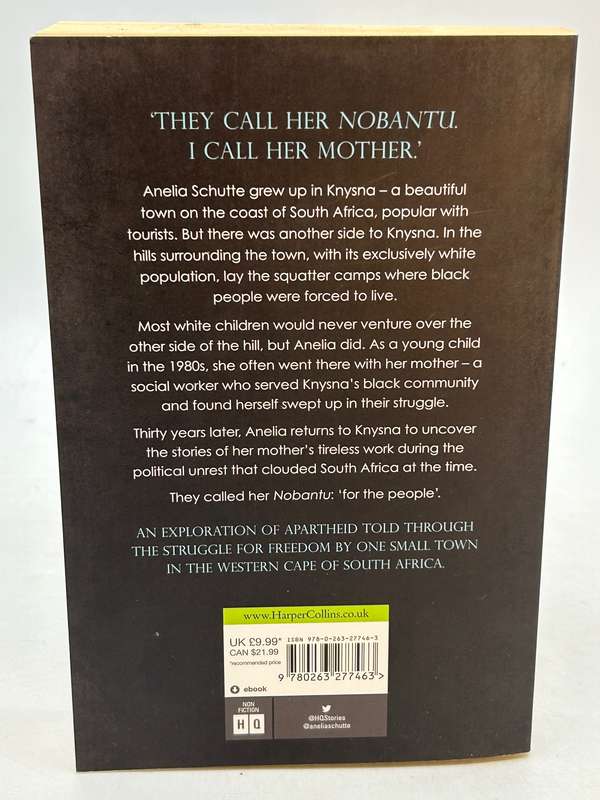 ‘THEY CALL HER NOBANTU.
I CALL HER MOTHER.’
Anelia Schutte grew up in Knysna – a beautiful
town on the coast of South Africa, popular with
tourists. But there was another side to Knysna. In the
hills surrounding the town, with its exclusively white
population, lay the squatter camps where black
people were forced to live.
Most white children would never venture over the
other side of the hill, but Anelia did. As a young child
in the 1980s, she often went there with her mother – a
social worker who served Knysna’s black community
and found herself swept up in their struggle.
Thirty years later, Anelia returns to Knysna to uncover
the stories of her mother’s tireless work during the
political unrest that clouded South Africa at the time.
They called her Nobantu: ‘for the people’.
AN EXPLORATION OF APARTHEID TOLD THROUGH
THE STRUGGLE FOR FREEDOM BY ONE SMALL TOWN
IN THE WESTERN CAPE OF SOUTH AFRICA.
www.HarperCollins.co.uk
UK £9.99*
CAN $21.99
*recommended price
ebook
ISBN 978-0-263-27746-3
9 780263 277463>
NON
FICTION
HQ
@HQStories
@aneliaschutte